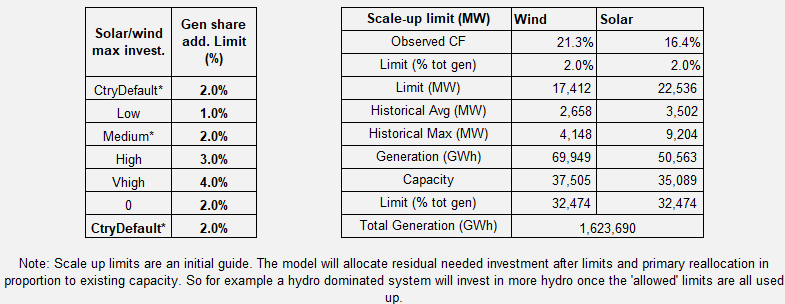 Solar/wind max invest. Gen share add. Limit (%)
CtryDefault* 2.0%
Low 1.0%
Medium* 2.0%
High 3.0%
Vhigh 4.0%
0 2.0%
CtryDefault* 2.0%
Scale-up limit (MW) Wind Solar
Observed CF 21.3% 16.4%
Limit (% tot gen) 2.0% 2.0%
Limit (MW) 17,412 22,536
Historical Avg (MW) 2,658 3,502
Historical Max (MW) 4,148 9,204
Generation (GWh) 69,949 50,563
Capacity 37,505 35,089
Limit (% tot gen) 32,474 32,474
Total Generation (GWh) 1,623,690
Note: Scale up limits are an initial guide. The model will allocate residual needed investment after limits and primary reallocation in
proportion to existing capacity. So for example a hydro dominated system will invest in more hydro once the 'allowed' limits are all used
up.